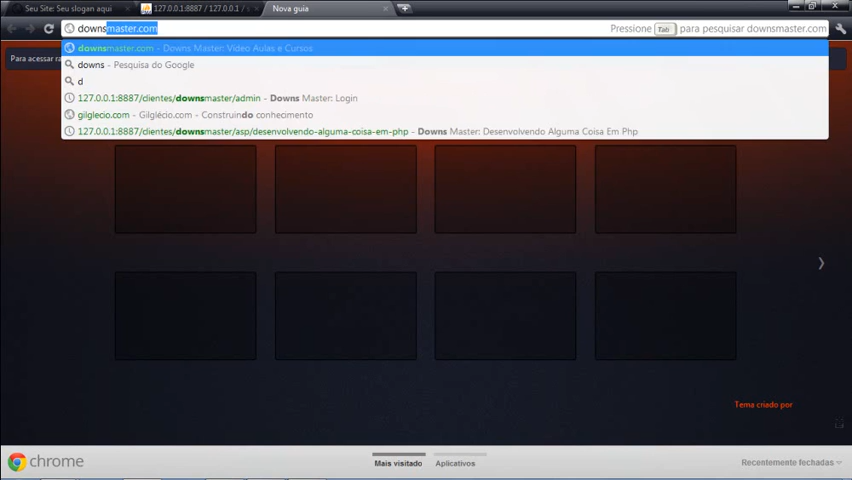 Seu Site: Seu slogan aqui × 127.0.0.1:8887 / 127.0.0.1 / × Nova guia ×
downsmaster.com Pressione Tab para pesquisar downsmaster.com
downsmaster.com - Downs Master: Vídeo Aulas e Cursos
downs - Pesquisa do Google
d
127.0.0.1:8887/clientes/downsmaster/admin - Downs Master: Login
gilglecio.com - Gilglécio.com - Construindo conhecimento
127.0.0.1:8887/clientes/downsmaster/asp/desenvolvendo-alguma-coisa-em-php - Downs Master: Desenvolvendo Alguma Coisa Em Php
Para acessar ra
Tema criado por
chrome Mais visitado Aplicativos Recentemente fechadas